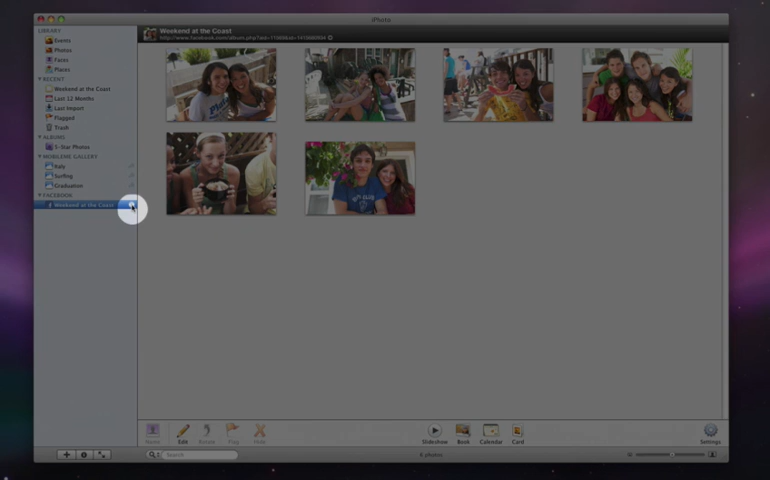 iPhoto
LIBRARY
Events
Photos
Faces
Places
RECENT
Weekend at the Coast
Last 12 Months
Last Import
Flagged
Trash
ALBUMS
5-Star Photos
MOBILEME GALLERY
Italy
Surfing
Graduation
FACEBOOK
Weekend at the Coast
Weekend at the Coast
Name
Edit
Rotate
Flag
Hide
Slideshow
Book
Calendar
Card
Settings
Search
6 photos